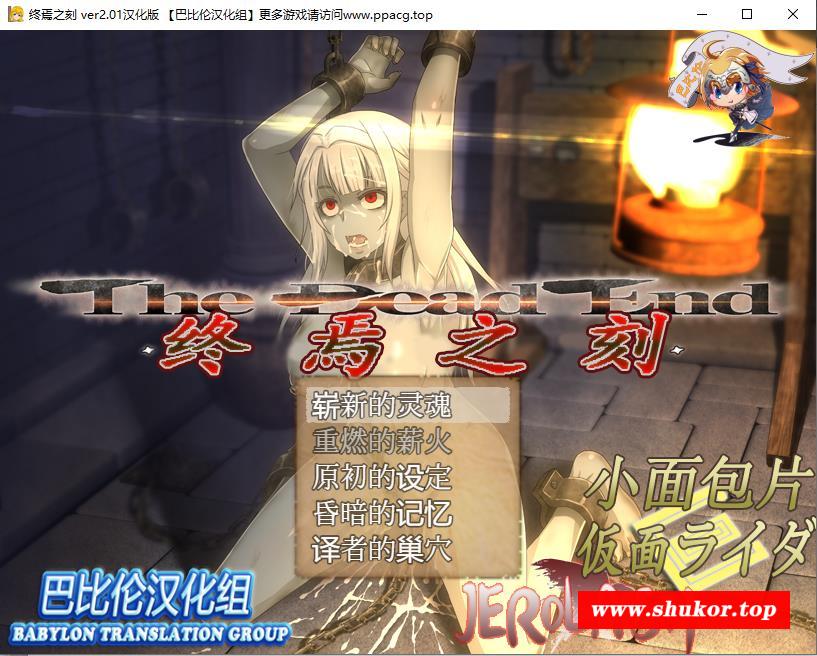 终焉之刻 ver2.01汉化版 【巴比伦汉化组】更多游戏请访问www.ppacg.top
巴比伦
The Dead End
终焉之刻
崭新的灵魂
重燃的薪火
原初的设定
昏暗的记忆
译者的巢穴
小面包片
仮面ライダ
巴比伦汉化组
BABYLON TRANSLATION GROUP
www.shukor.top